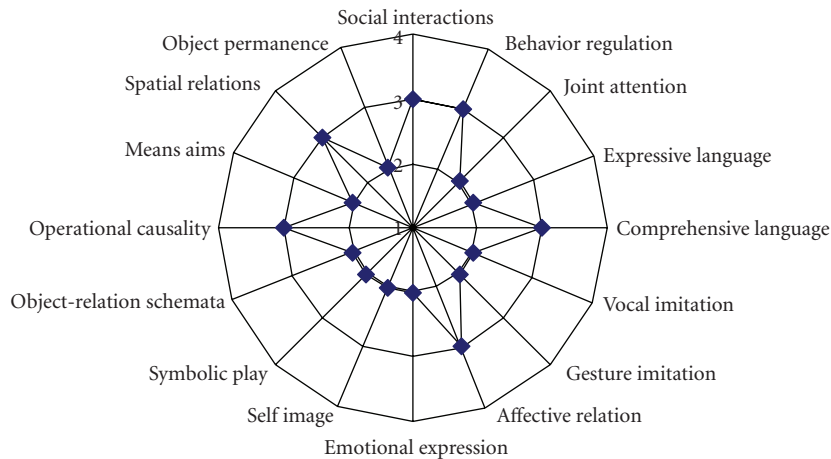 Social interactions
4
Object permanence
Behavior regulation
Spatial relations
Joint attention
3
Means aims
Expressive language
2
Operational causality
1
Comprehensive language
Object-relation schemata
Vocal imitation
Symbolic play
Gesture imitation
Self image
Affective relation
Emotional expression